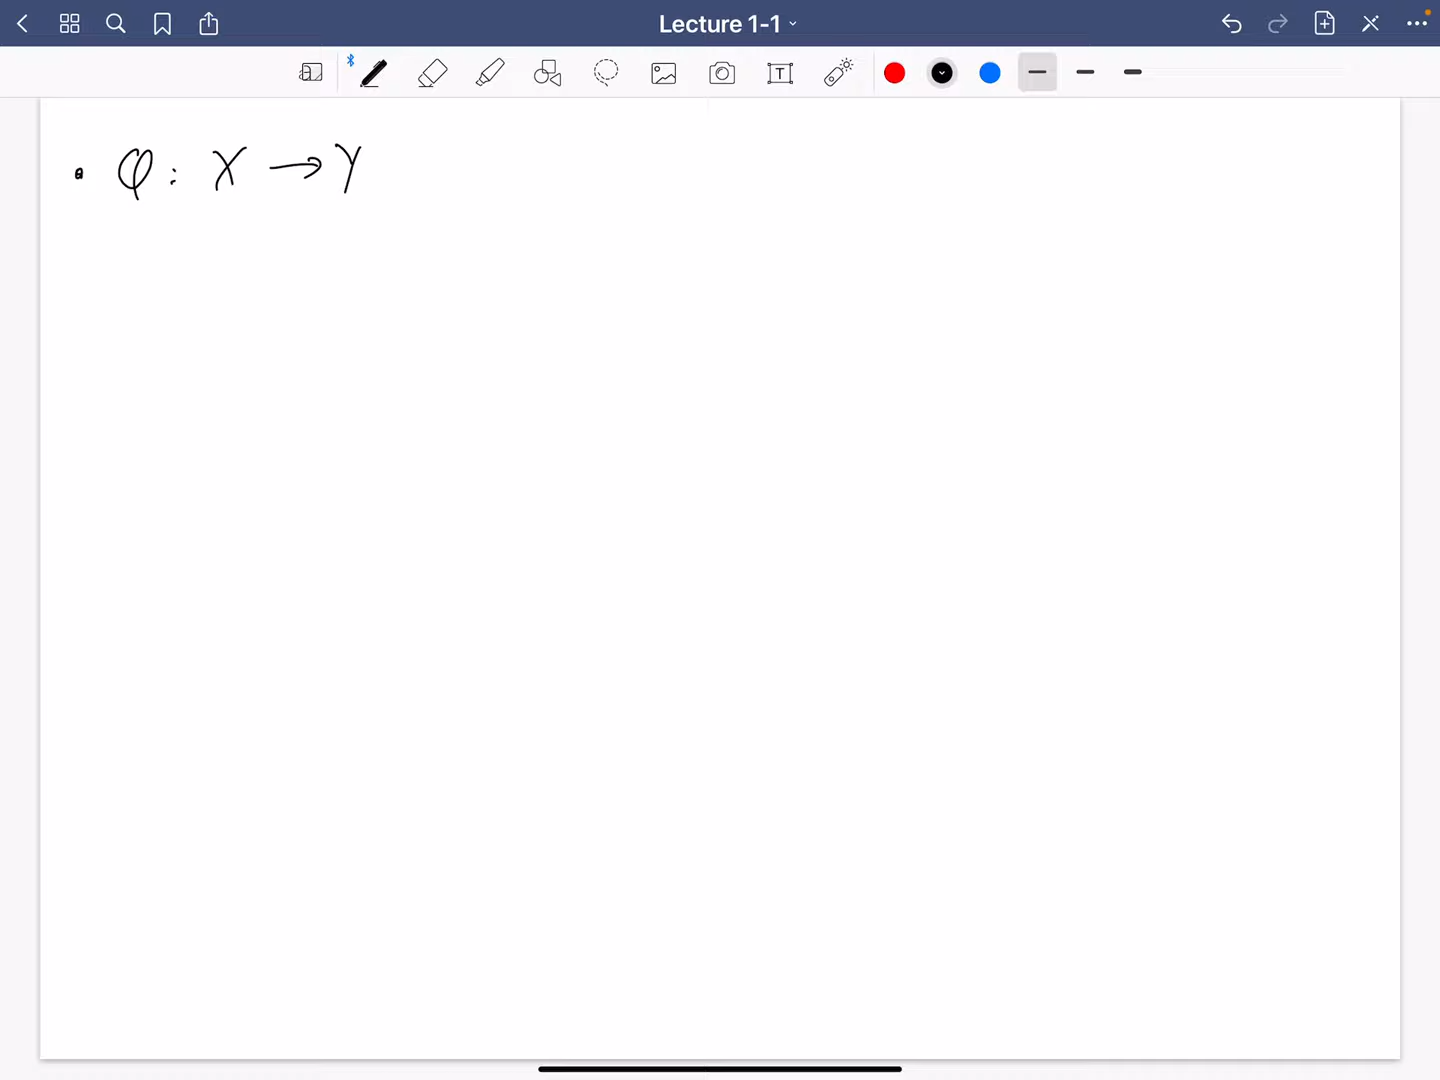 Lecture 1-1
T
• φ: X → Y